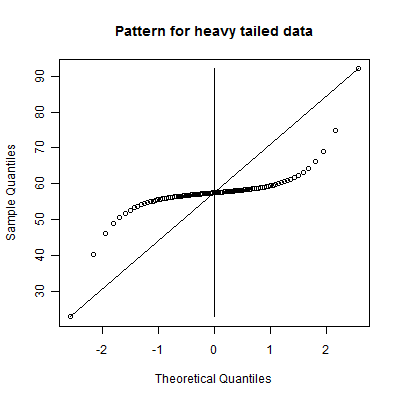 Pattern for heavy tailed data
90
80
70
60
50
40
30
Sample Quantiles
-2 -1 0 1 2
Theoretical Quantiles